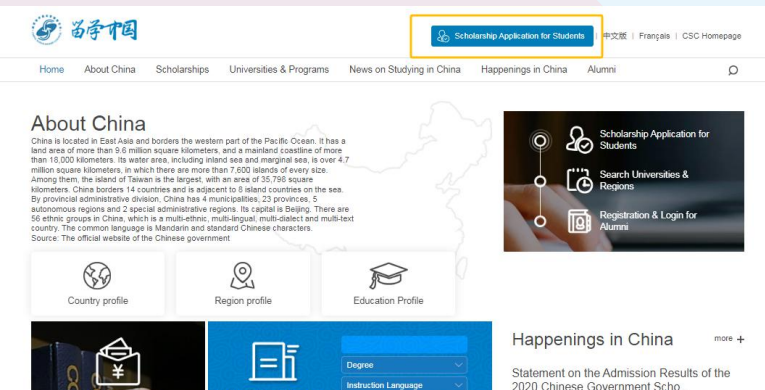 留学中国
Scholarship Application for Students | 中文版 | Français | CSC Homepage
Home About China Scholarships Universities & Programs News on Studying in China Happenings in China Alumni
About China
China is located in East Asia and borders the western part of the Pacific Ocean. It has a
land area of more than 9.6 million square kilometers, and a mainland coastline of more
than 18,000 kilometers. Its water area, including inland sea and marginal sea, is over 4.7
million square kilometers, in which there are more than 7,600 islands of every size.
Among them, the island of Taiwan is the largest, with an area of 35,798 square
kilometers. China borders 14 countries and is adjacent to 8 island countries on the sea.
By provincial administrative division, China has 4 municipalities, 23 provinces, 5
autonomous regions and 2 special administrative regions. Its capital is Beijing. There are
56 ethnic groups in China, which is a multi-ethnic, multi-lingual, multi-dialect and multi-text
country. The common language is Mandarin and standard Chinese characters.
Source: The official website of the Chinese government
Scholarship Application for
Students
Search Universities &
Regions
Registration & Login for
Alumni
Country profile
Region profile
Education Profile
¥
Degree
Instruction Language
Happenings in China more +
Statement on the Admission Results of the
2020 Chinese Government Scho